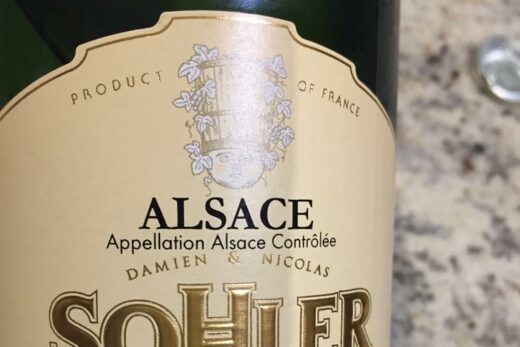 PRODUCT OF FRANCE
ALSACE
Appellation Alsace Contrôlée
DAMIEN & NICOLAS
SOHLER